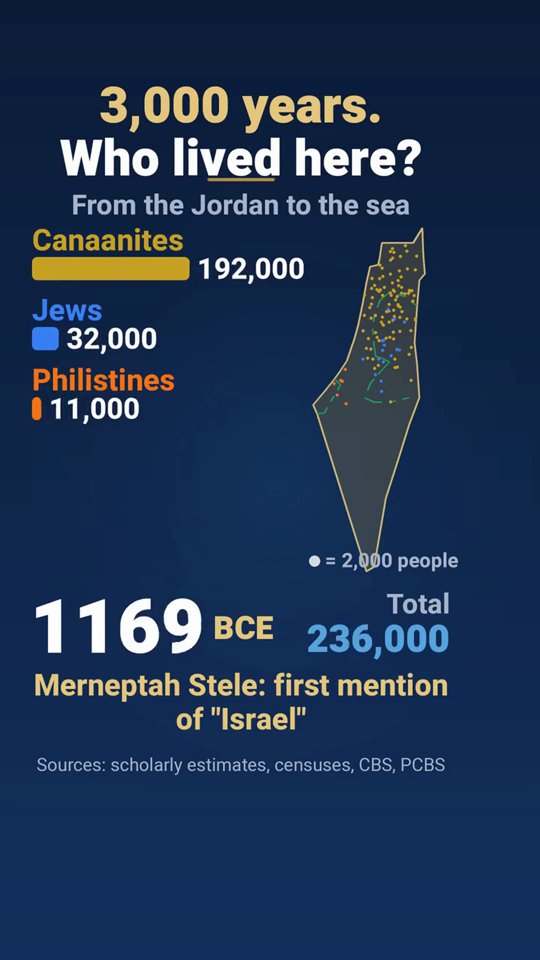 3,000 years.
Who lived here?
From the Jordan to the sea
Canaanites
192,000
Jews
32,000
Philistines
11,000
= 2,000 people
1169 BCE
Total
236,000
Merneptah Stele: first mention
of "Israel"
Sources: scholarly estimates, censuses, CBS, PCBS